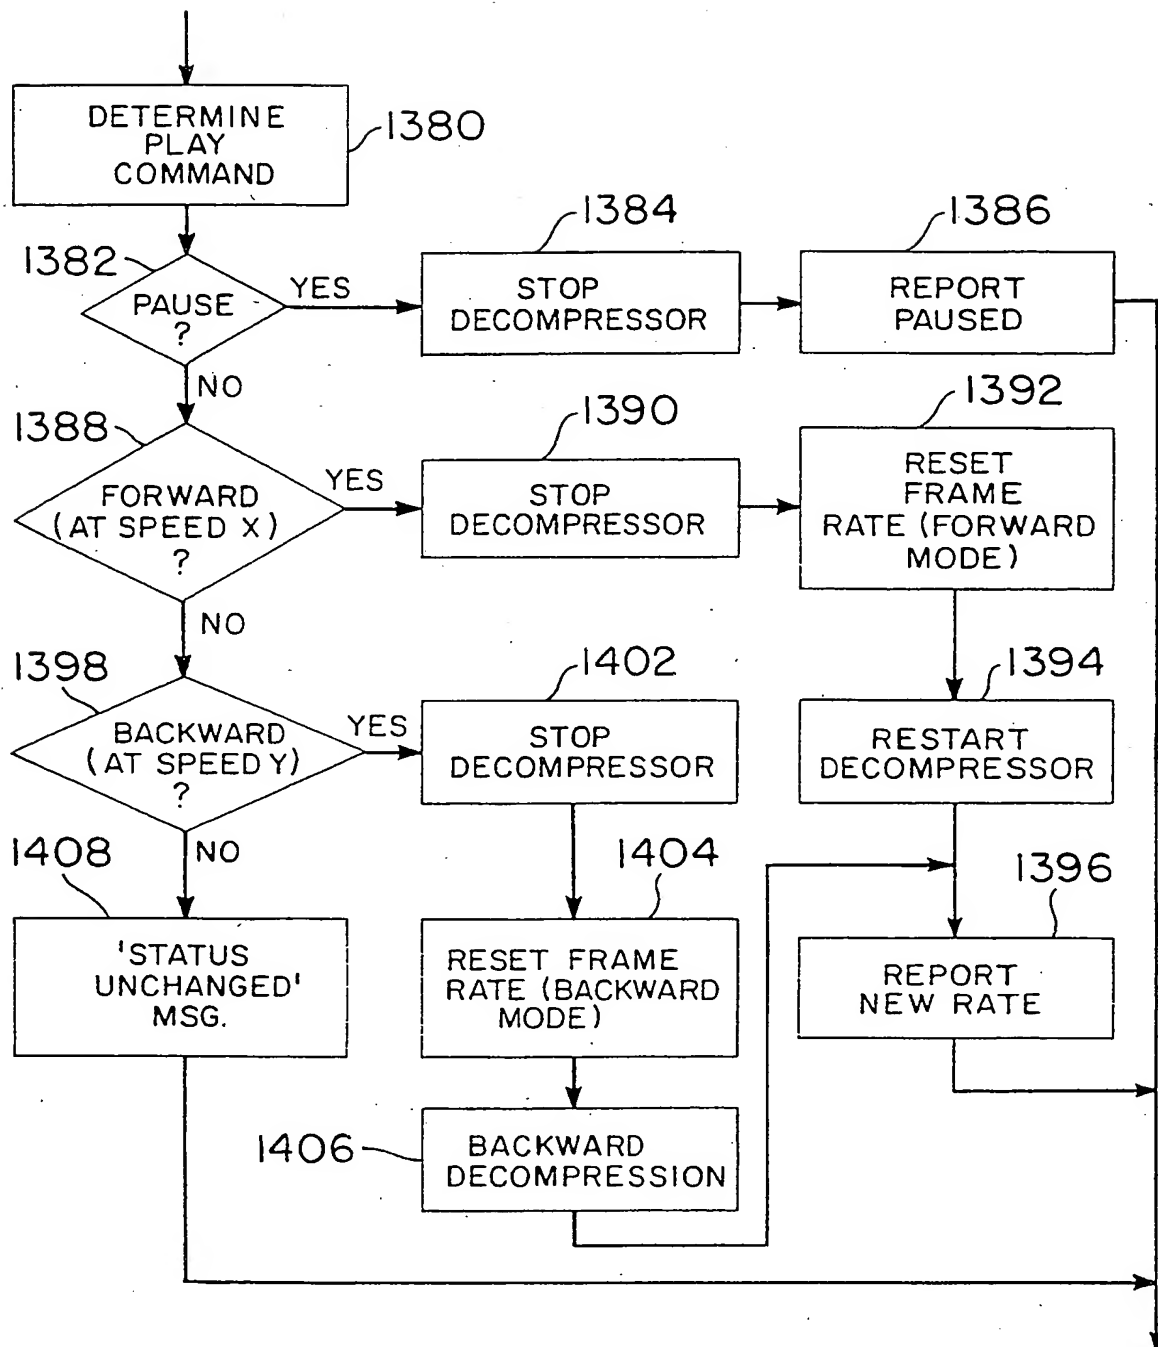 DETERMINE
PLAY
COMMAND
1380
1382
PAUSE
?
YES
NO
1384
STOP
DECOMPRESSOR
1386
REPORT
PAUSED
1388
FORWARD
(AT SPEED X)
?
YES
NO
1390
STOP
DECOMPRESSOR
1392
RESET
FRAME
RATE (FORWARD
MODE)
1394
RESTART
DECOMPRESSOR
1398
BACKWARD
(AT SPEED Y)
?
YES
NO
1402
STOP
DECOMPRESSOR
1404
RESET FRAME
RATE (BACKWARD
MODE)
1396
REPORT
NEW RATE
1408
'STATUS
UNCHANGED'
MSG.
1406
BACKWARD
DECOMPRESSION